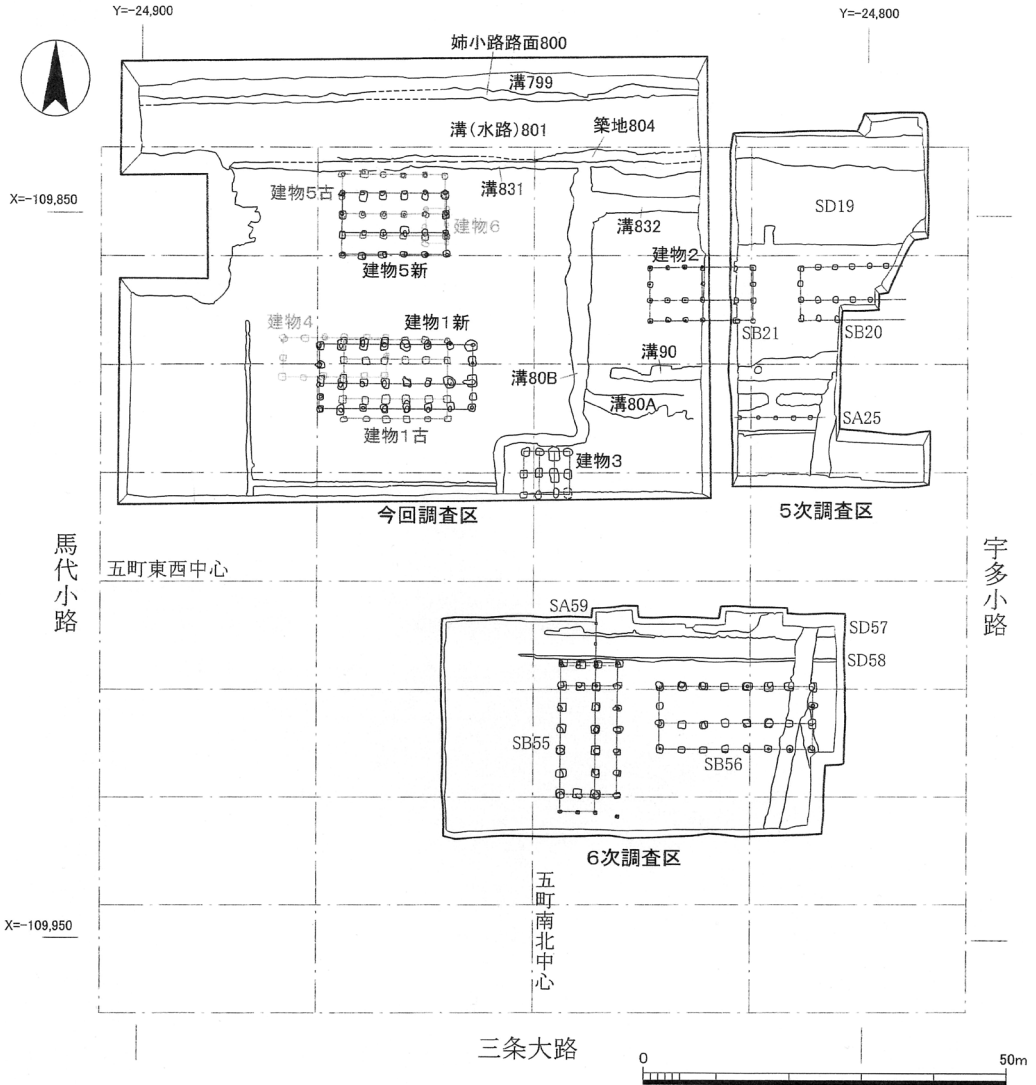 Y=-24,900
Y=-24,800
姉小路路面800
溝799
溝(水路)801
築地804
X=-109,850
建物5古
溝831
SD19
溝832
建物6
建物5新
建物2
建物4
建物1新
SB21
SB20
溝90
溝80B
溝80A
SA25
建物1古
建物3
今回調査区
5次調査区
馬代小路
五町東西中心
宇多小路
SA59
SD57
SD58
SB55
SB56
6次調査区
五町南北中心
X=-109,950
三条大路
0
50m